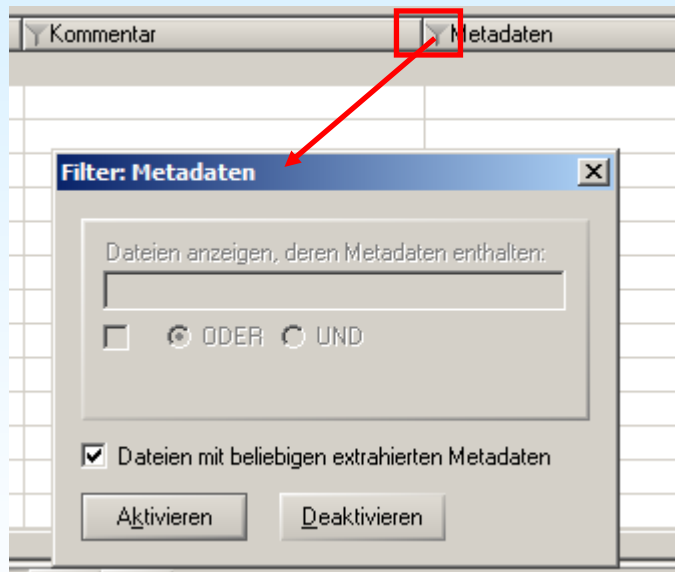 Kommentar Metadaten
Filter: Metadaten
Dateien anzeigen, deren Metadaten enthalten:
ODER UND
Dateien mit beliebigen extrahierten Metadaten
Aktivieren Deaktivieren